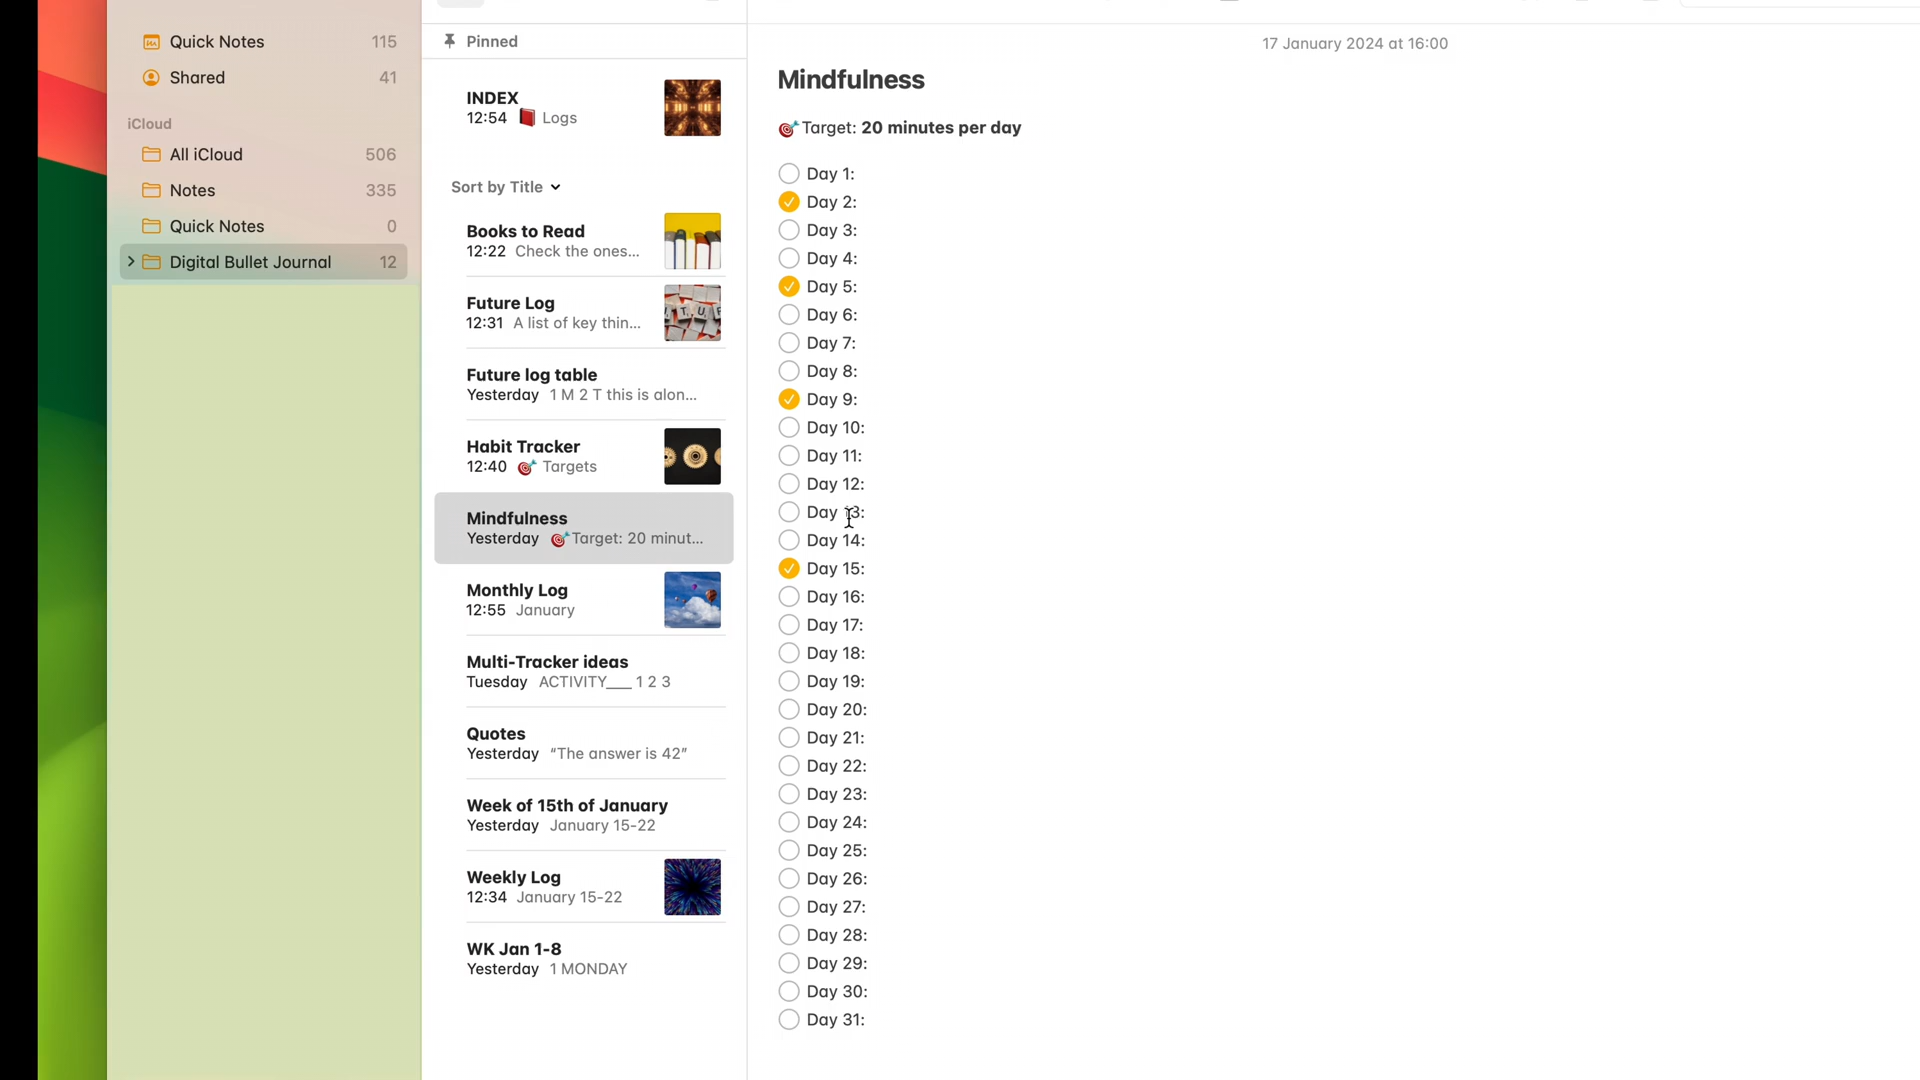 Quick Notes 115
Shared 41
iCloud
All iCloud 506
Notes 335
Quick Notes 0
Digital Bullet Journal 12
Pinned
INDEX
12:54 Logs
Sort by Title
Books to Read
12:22 Check the ones...
Future Log
12:31 A list of key thin...
Future log table
Yesterday 1 M 2 T this is alon...
Habit Tracker
12:40 🎯 Targets
Mindfulness
Yesterday 🎯Target: 20 minut...
Monthly Log
12:55 January
Multi-Tracker ideas
Tuesday ACTIVITY___ 1 2 3
Quotes
Yesterday “The answer is 42”
Week of 15th of January
Yesterday January 15-22
Weekly Log
12:34 January 15-22
WK Jan 1-8
Yesterday 1 MONDAY
17 January 2024 at 16:00
Mindfulness
🎯Target: 20 minutes per day
Day 1:
Day 2:
Day 3:
Day 4:
Day 5:
Day 6:
Day 7:
Day 8:
Day 9:
Day 10:
Day 11:
Day 12:
Day 13:
Day 14:
Day 15:
Day 16:
Day 17:
Day 18:
Day 19:
Day 20:
Day 21:
Day 22:
Day 23:
Day 24:
Day 25:
Day 26:
Day 27:
Day 28:
Day 29:
Day 30:
Day 31: